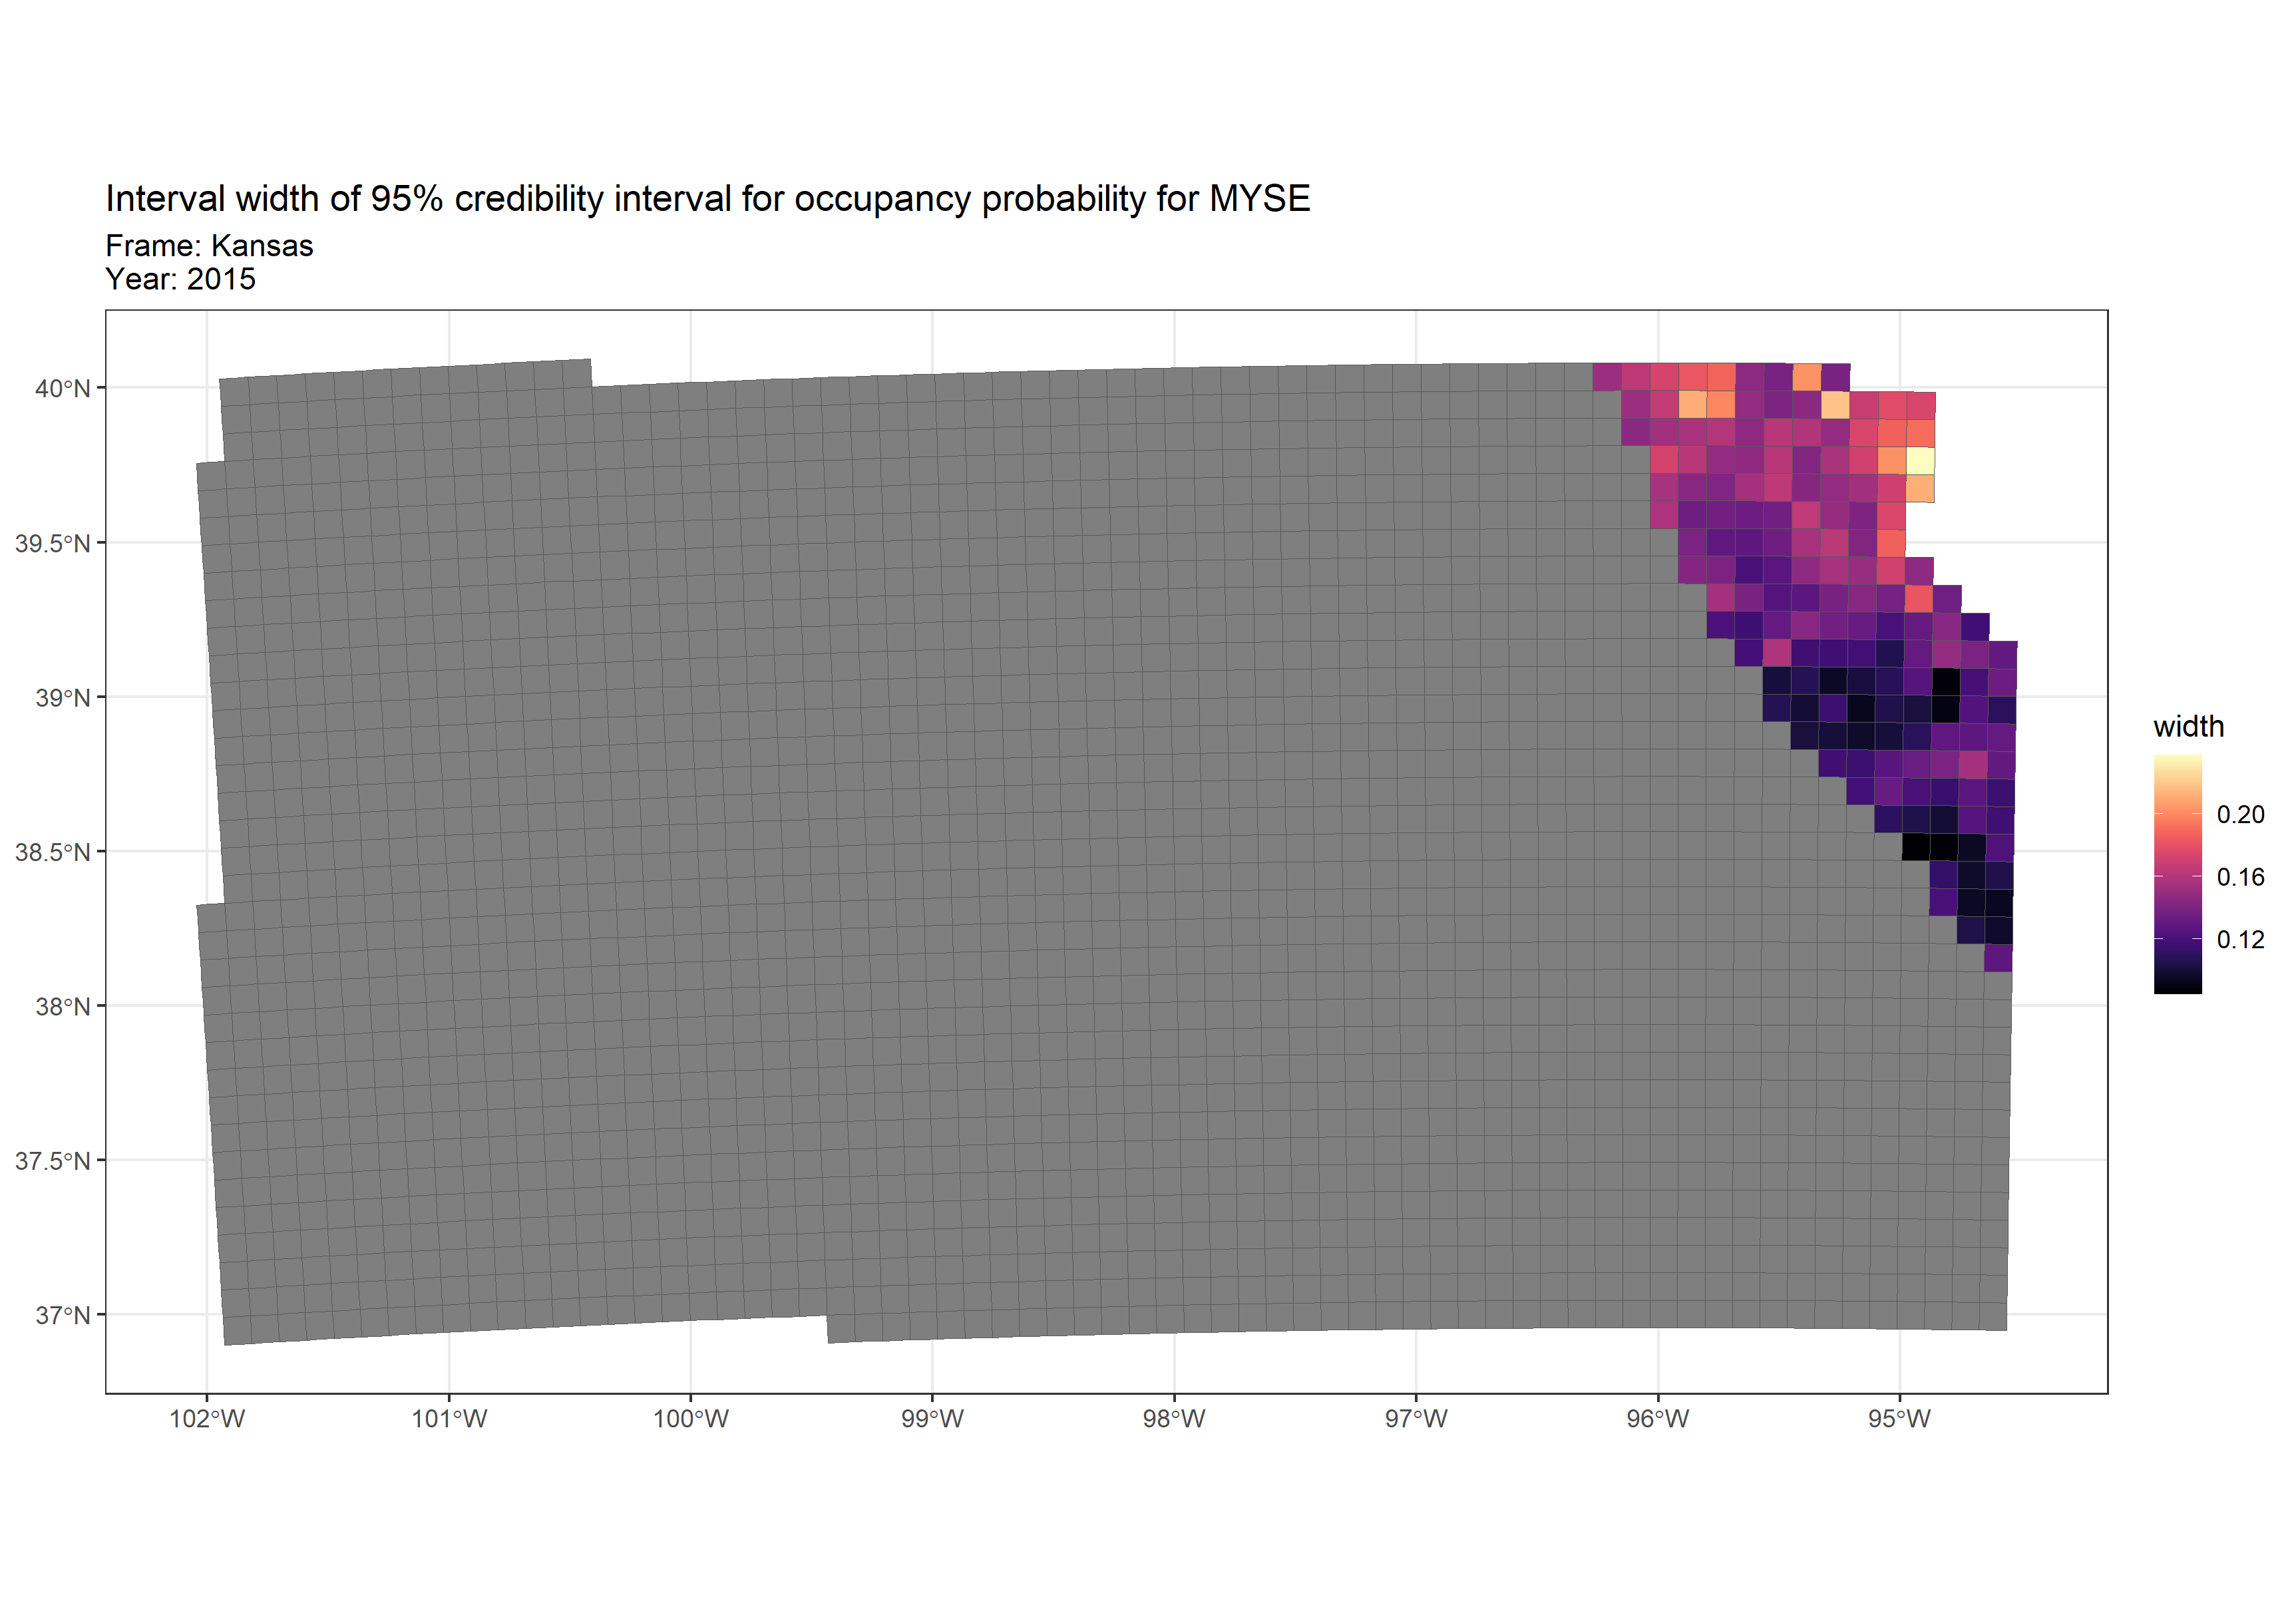 Interval width of 95% credibility interval for occupancy probability for MYSE
Frame: Kansas
Year: 2015
40°N
39.5°N
39°N
38.5°N
38°N
37.5°N
37°N
102°W
101°W
100°W
99°W
98°W
97°W
96°W
95°W
width
0.20
0.16
0.12